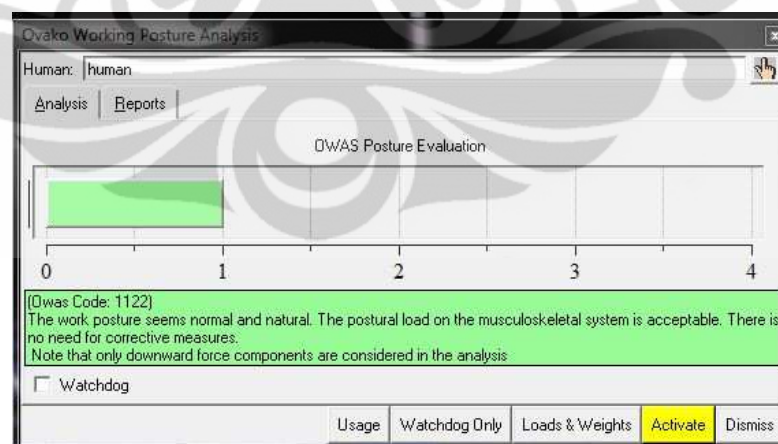 Ovako Working Posture Analysis
Human: human
Analysis Reports
OWAS Posture Evaluation
0 1 2 3 4
(Owas Code: 1122)
The work posture seems normal and natural. The postural load on the musculoskeletal system is acceptable. There is
no need for corrective measures.
Note that only downward force components are considered in the analysis
Watchdog
Usage Watchdog Only Loads & Weights Activate Dismiss